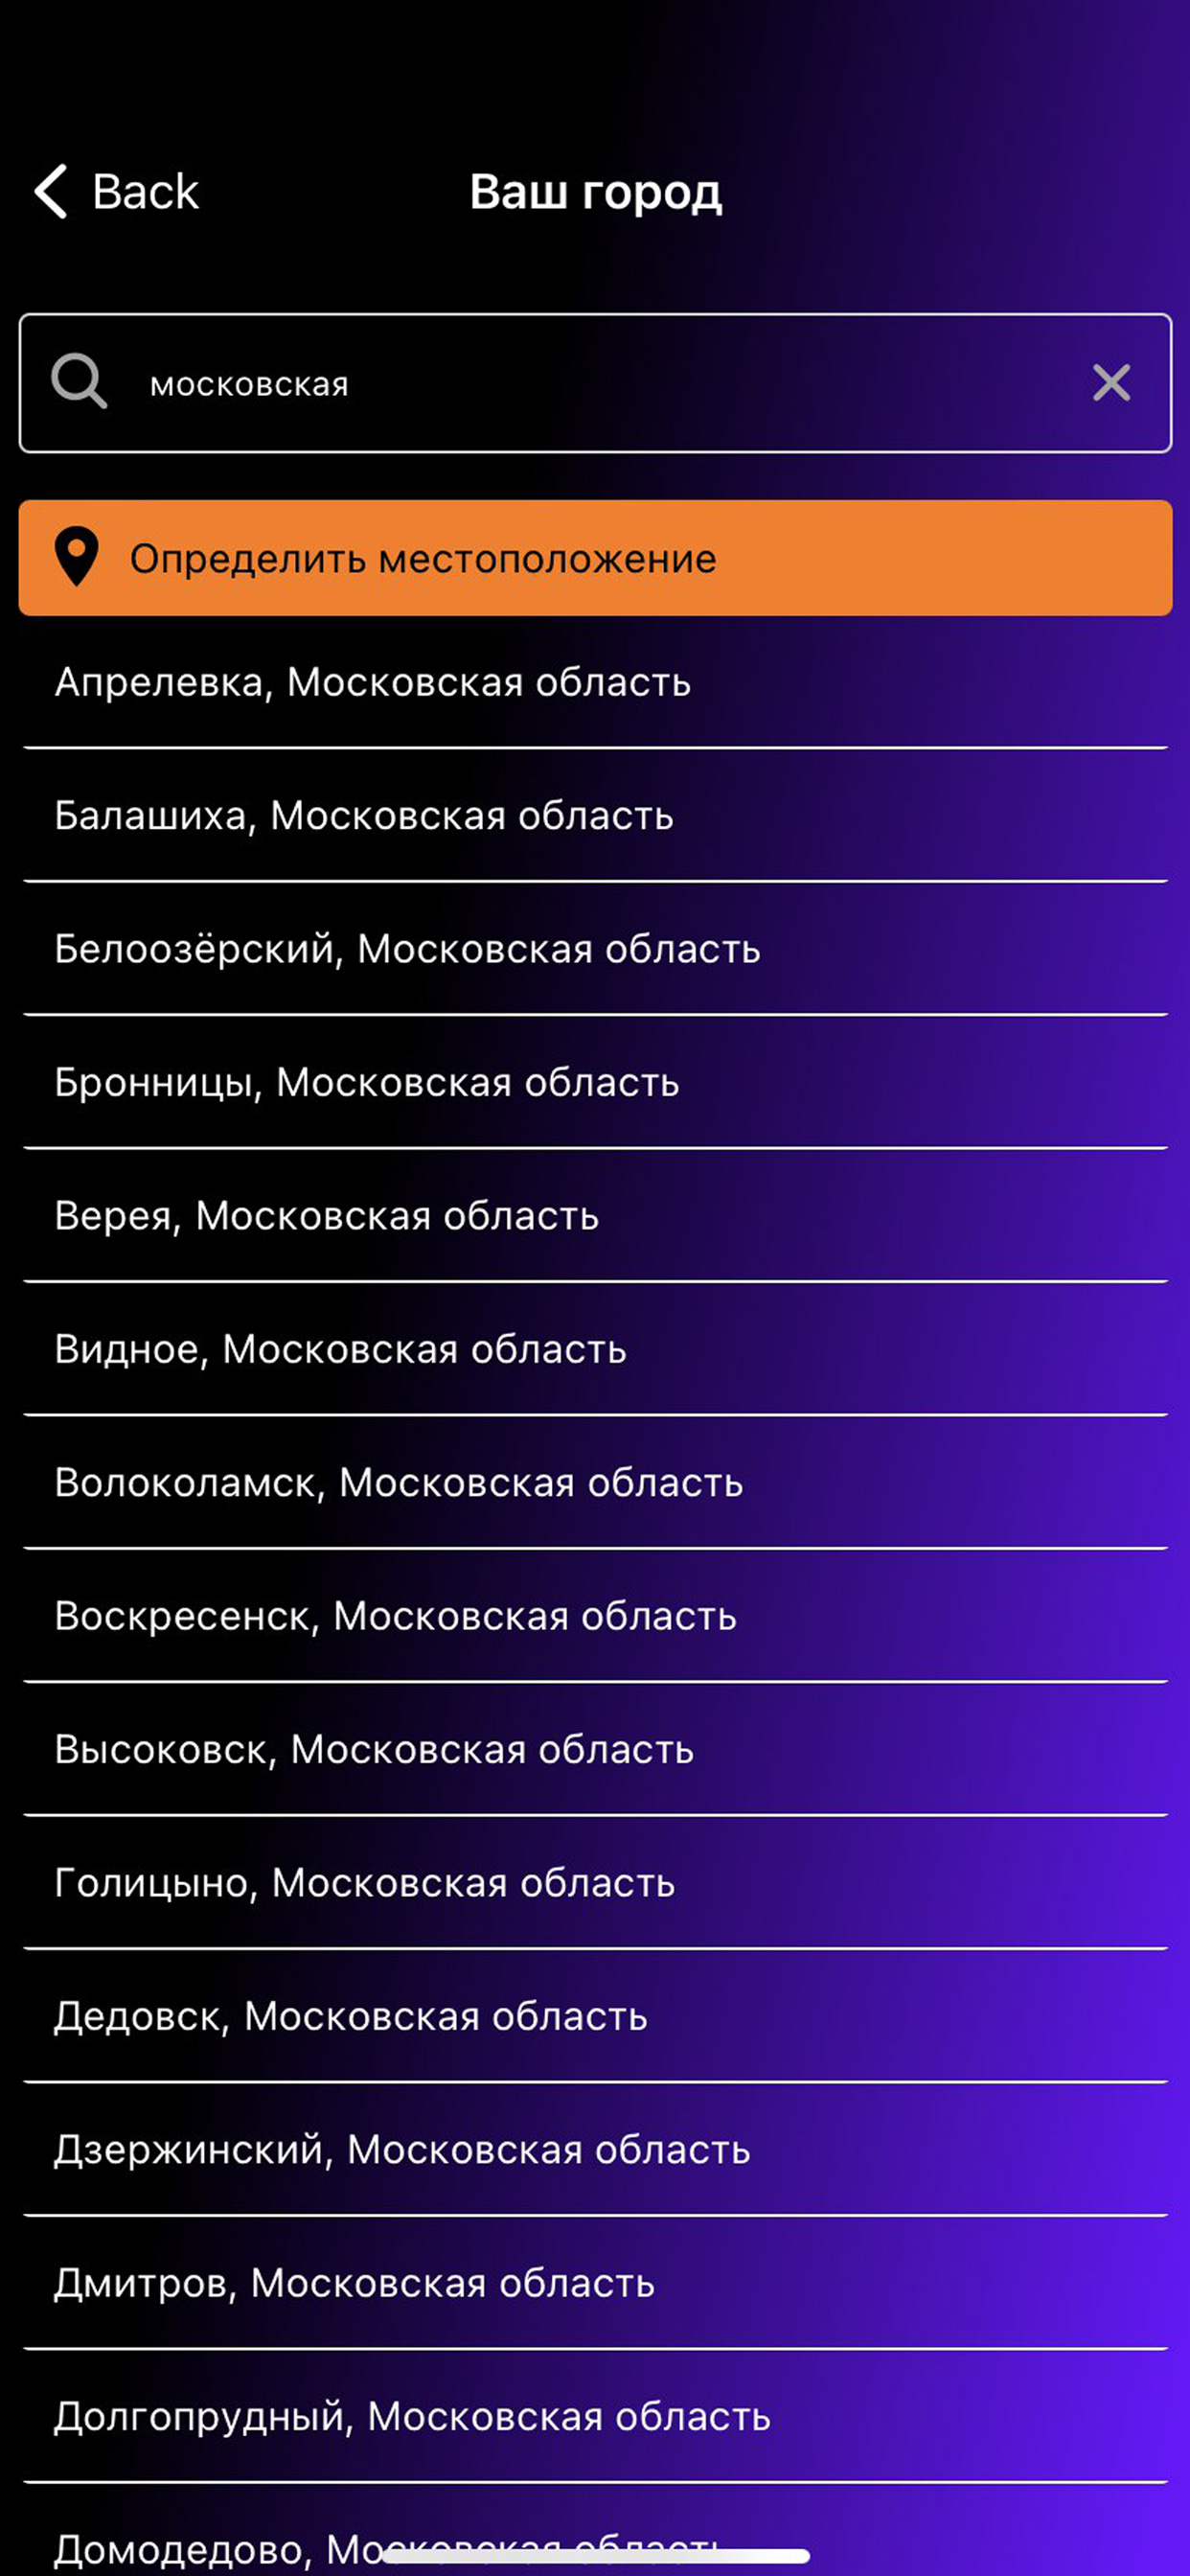 Back
Ваш город
московская
Определить местоположение
Апрелевка, Московская область
Балашиха, Московская область
Белоозёрский, Московская область
Бронницы, Московская область
Верея, Московская область
Видное, Московская область
Волоколамск, Московская область
Воскресенск, Московская область
Высоковск, Московская область
Голицыно, Московская область
Дедовск, Московская область
Дзержинский, Московская область
Дмитров, Московская область
Долгопрудный, Московская область
Домодедово, Московская область